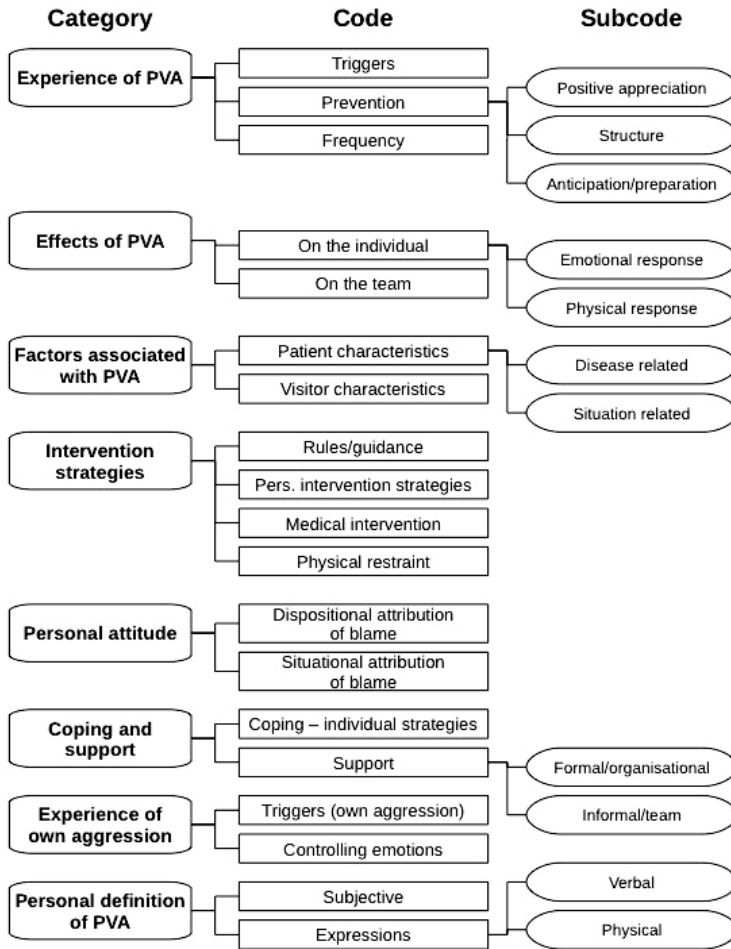 Category
Code
Subcode
Experience of PVA
Triggers
Prevention
Frequency
Positive appreciation
Structure
Anticipation/preparation
Effects of PVA
On the individual
On the team
Emotional response
Physical response
Factors associated
with PVA
Patient characteristics
Visitor characteristics
Disease related
Situation related
Intervention
strategies
Rules/guidance
Pers. intervention strategies
Medical intervention
Physical restraint
Personal attitude
Dispositional attribution
of blame
Situational attribution
of blame
Coping and
support
Coping – individual strategies
Support
Formal/organisational
Informal/team
Experience of
own aggression
Triggers (own aggression)
Controlling emotions
Personal definition
of PVA
Subjective
Expressions
Verbal
Physical